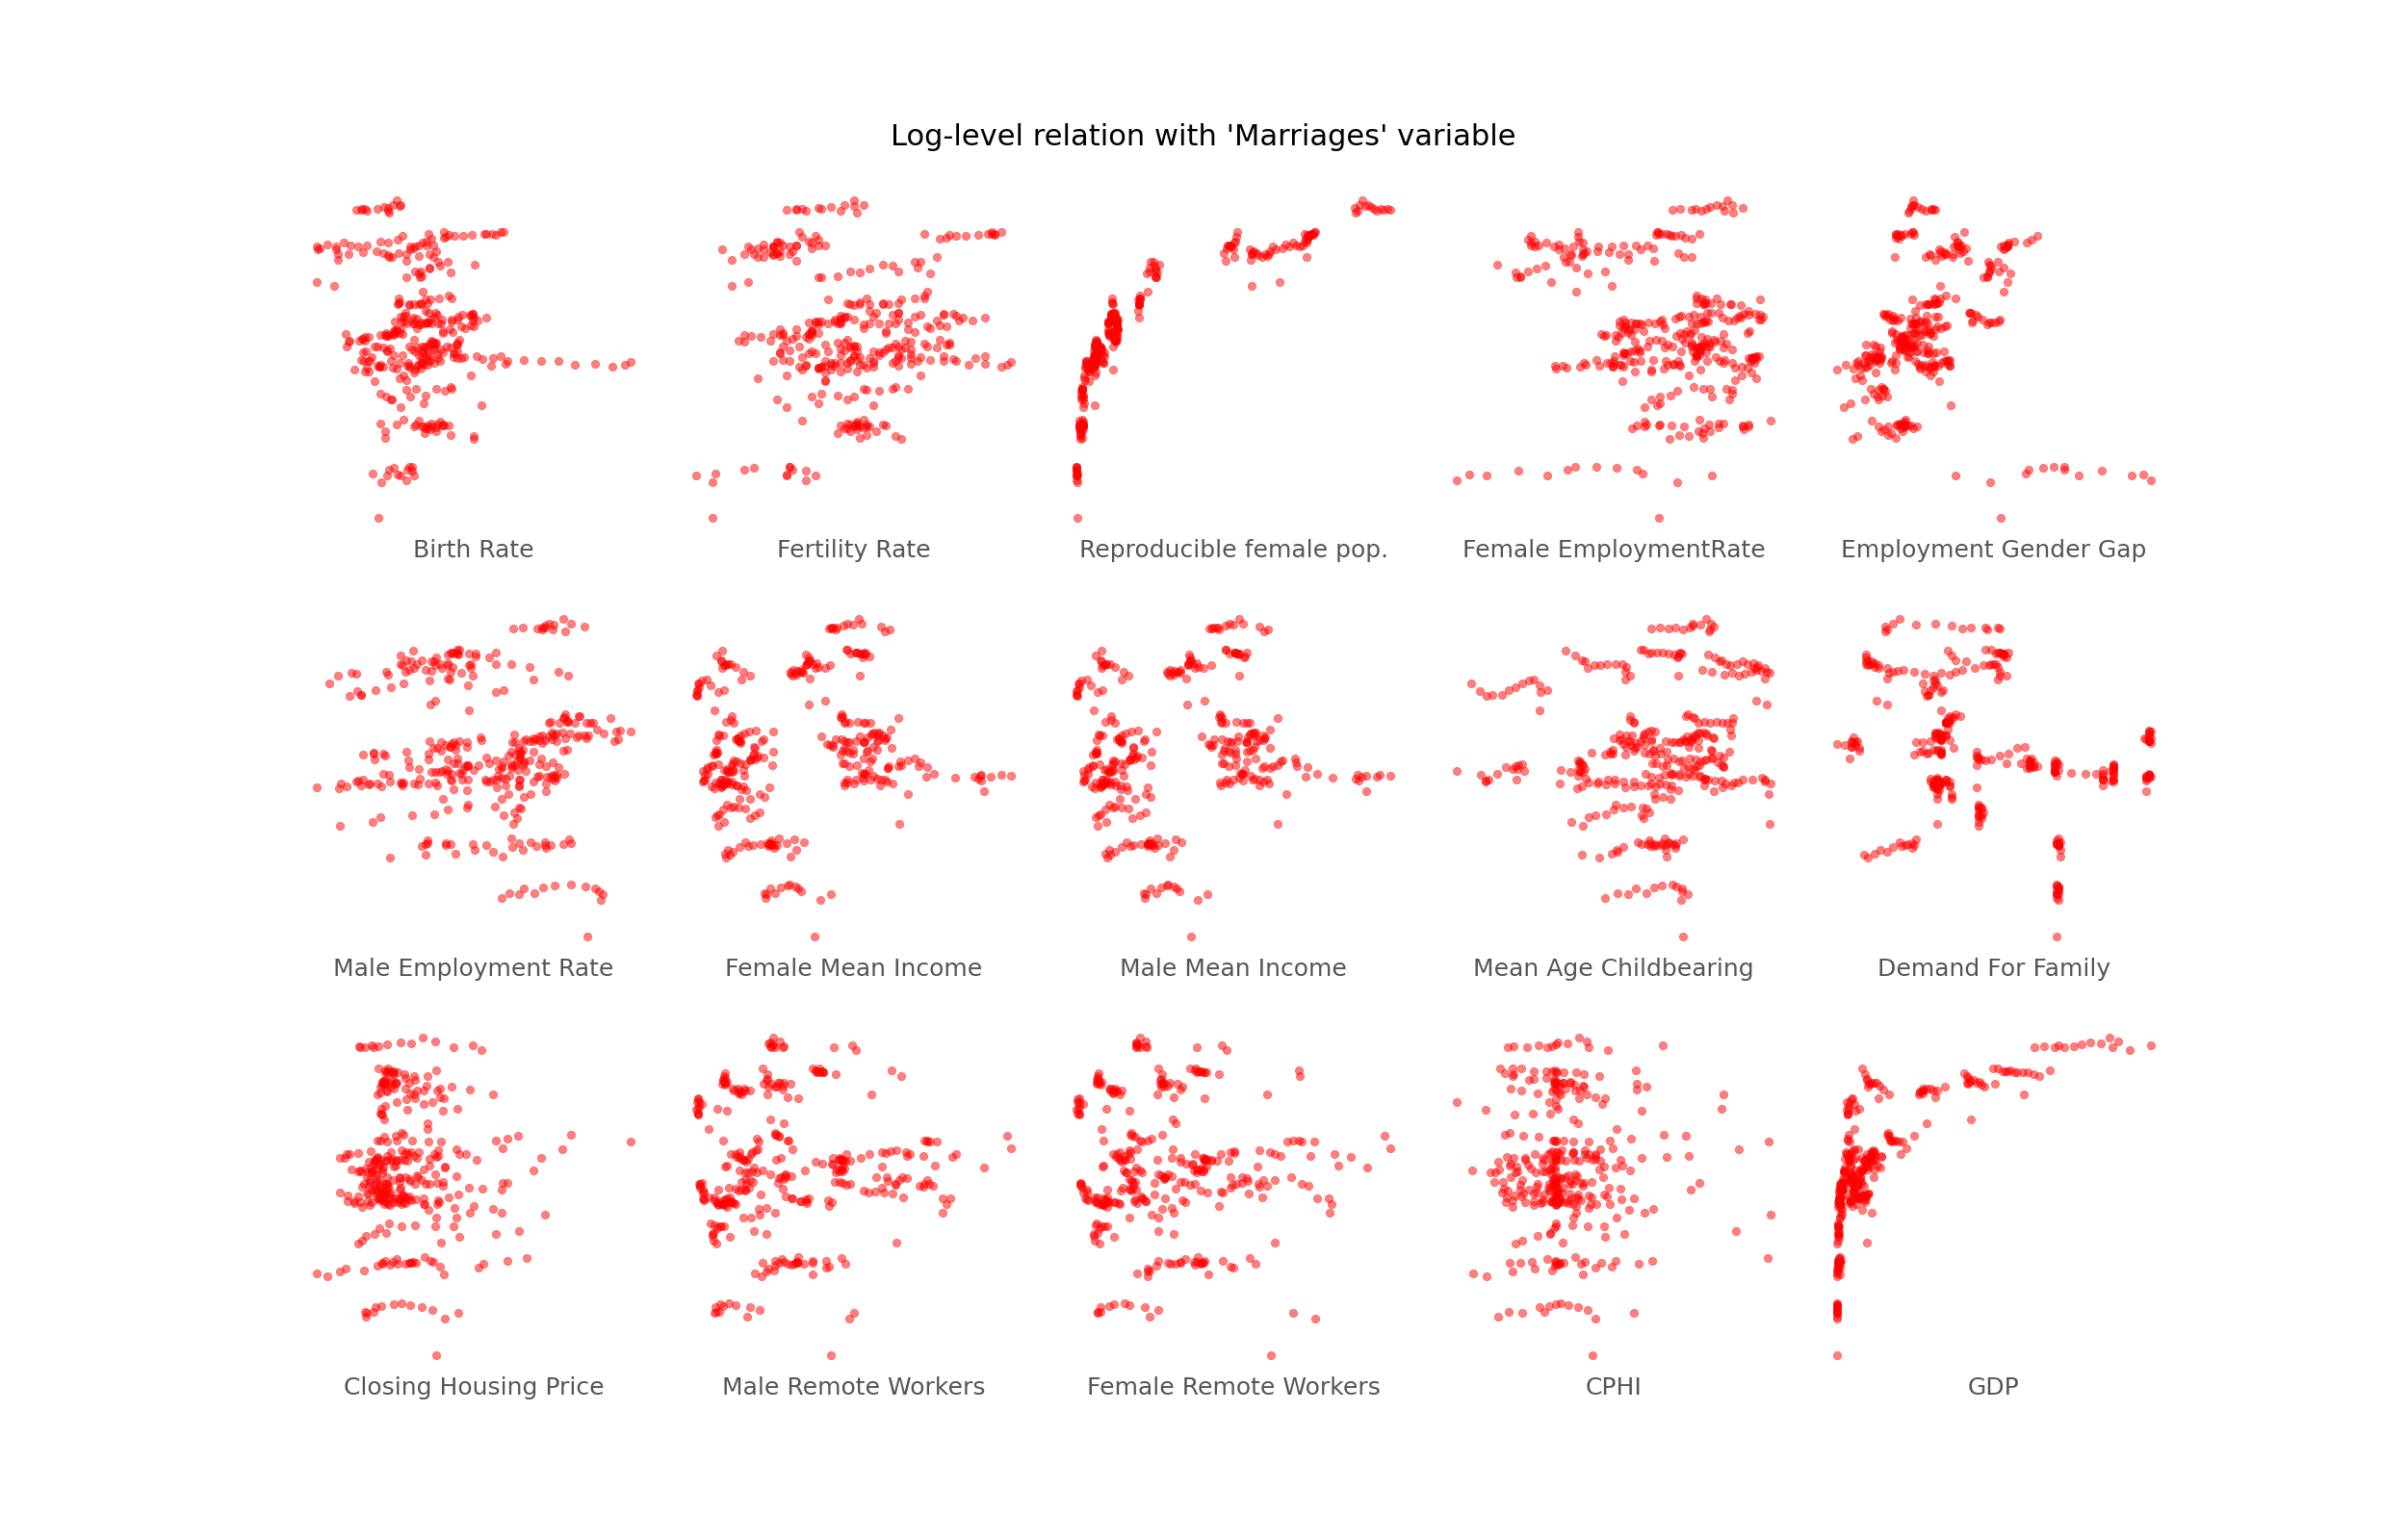 Log-level relation with 'Marriages' variable
Birth Rate
Fertility Rate
Reproducible female pop.
Female EmploymentRate
Employment Gender Gap
Male Employment Rate
Female Mean Income
Male Mean Income
Mean Age Childbearing
Demand For Family
Closing Housing Price
Male Remote Workers
Female Remote Workers
CPHI
GDP